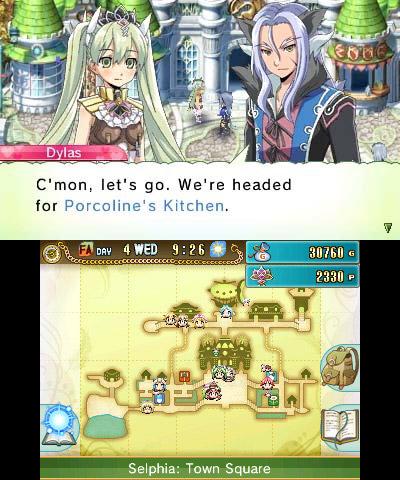 Dylas
C'mon, let's go. We're headed
for Porcoline's Kitchen.
FA DAY 4 WED 9:26
30760 G
2330 P
Selphia: Town Square